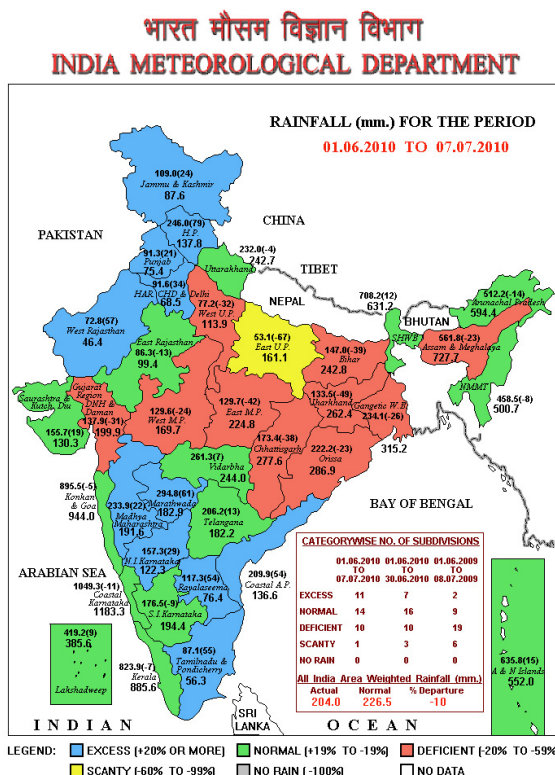 भारत मौसम विज्ञान विभाग
INDIA METEOROLOGICAL DEPARTMENT
RAINFALL (mm.) FOR THE PERIOD
01.06.2010 TO 07.07.2010
109.0(24)
Jammu & Kashmir
87.6
246.0(79)
H.P.
137.8
CHINA
PAKISTAN
91.3(21)
Punjab
75.4
232.0(-4)
242.7
Uttarakhand
TIBET
91.6(34)
HAR. CHD & Delhi
68.5
77.2(-32)
West U.P.
113.9
NEPAL
708.2(12)
631.2
SHWB
BHUTAN
512.2(-14)
Arunachal Pradesh
594.4
72.8(57)
West Rajasthan
46.4
East Rajasthan
86.3(-13)
99.4
53.1(-67)
East U.P.
161.1
147.0(-39)
Bihar
242.8
561.8(-23)
Assam & Meghalaya
727.7
NMMT
458.5(-8)
500.7
Saurashtra &
Kutch, Diu
155.7(19)
130.3
Gujarat
Region
DNH &
Daman
137.9(-31)
199.9
129.6(-24)
West M.P.
169.7
129.7(-42)
East M.P.
224.8
133.5(-49)
Jharkhand
262.4
Gangetic W.B.
234.1(-26)
315.2
173.4(-38)
Chhattisgarh
277.6
222.2(-23)
Orissa
286.9
261.3(7)
Vidarbha
244.0
895.5(-5)
Konkan
& Goa
944.0
233.9(22)
Madhya
Maharashtra
191.6
294.8(61)
Marathwada
182.9
206.2(13)
Telangana
182.2
BAY OF BENGAL
157.3(29)
N.I.Karnataka
122.3
117.3(54)
Rayalaseema
76.4
209.9(54)
Coastal A.P.
136.6
ARABIAN SEA
1049.3(-11)
Coastal
Karnataka
1183.3
176.5(-9)
S.I.Karnataka
194.4
87.1(55)
Tamilnadu &
Pondicherry
56.3
823.9(-7)
Kerala
885.6
419.2(9)
385.6
Lakshadweep
635.8(15)
A & N Islands
552.0
CATEGORYWISE NO. OF SUBDIVISIONS
01.06.2010 01.06.2010 01.06.2009
TO TO TO
07.07.2010 30.06.2010 08.07.2009
EXCESS 11 7 2
NORMAL 14 16 9
DEFICIENT 10 10 19
SCANTY 1 3 6
NO RAIN 0 0 0
All India Area Weighted Rainfall (mm.)
Actual Normal % Departure
204.0 226.5 -10
SRI
LANKA
INDIAN OCEAN
LEGEND: EXCESS (+20% OR MORE) NORMAL (+19% TO -19%) DEFICIENT (-20% TO -59%)
SCANTY (-60% TO -99%) NO RAIN (-100%) NO DATA